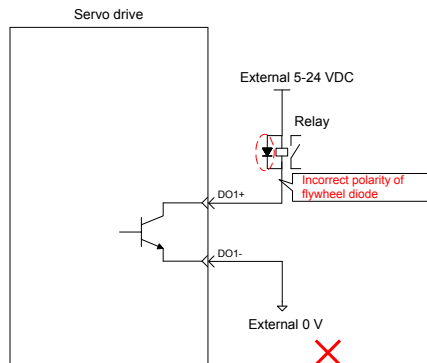 Servo drive
External 5-24 VDC
Relay
Incorrect polarity of
flywheel diode
DO1+
DO1-
External 0 V